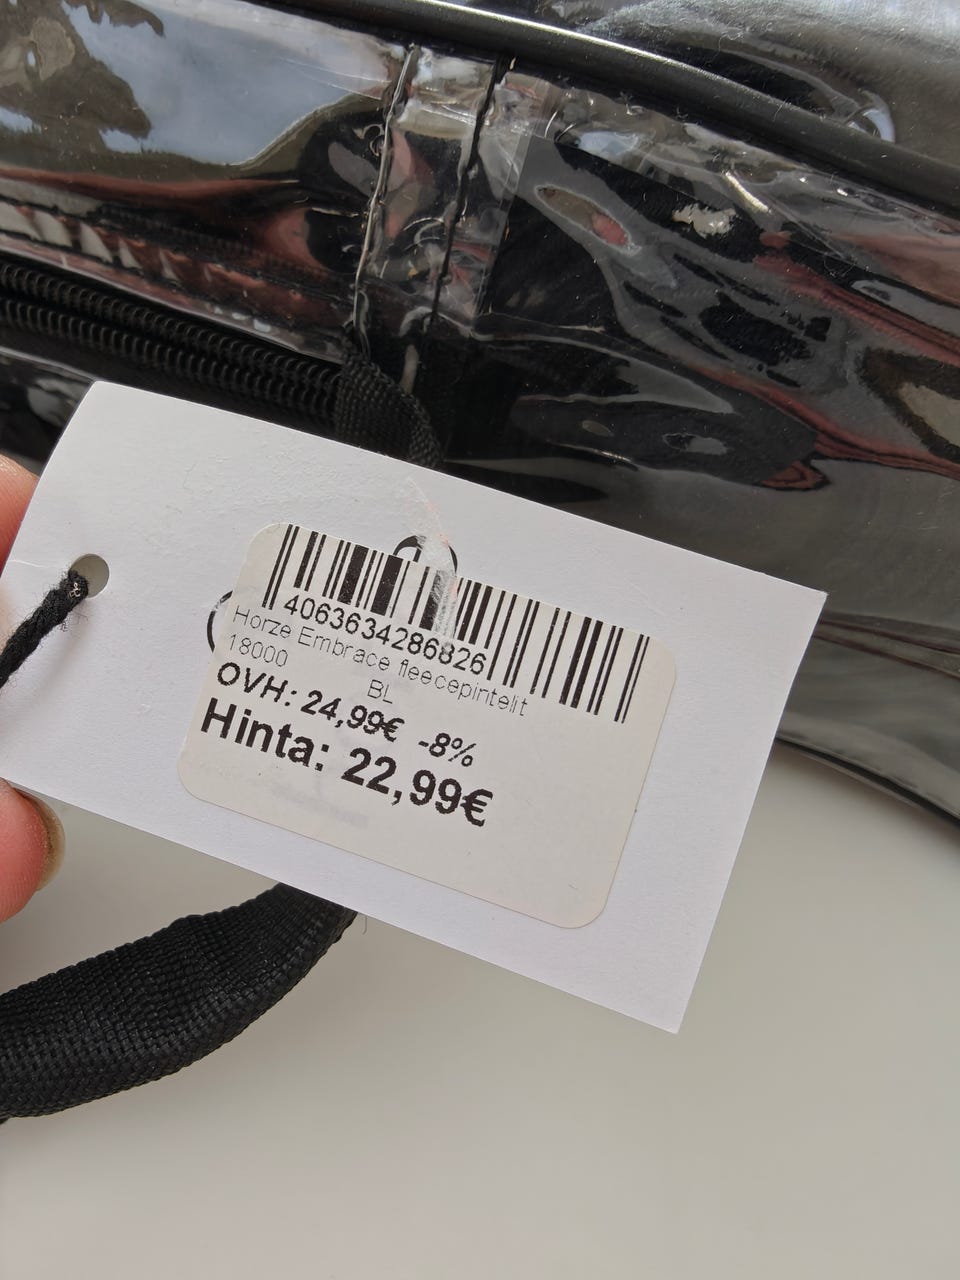 4063634286826
Horze Embrace fleecepintelit
18000
BL
OVH: 24,99€ -8%
Hinta: 22,99€